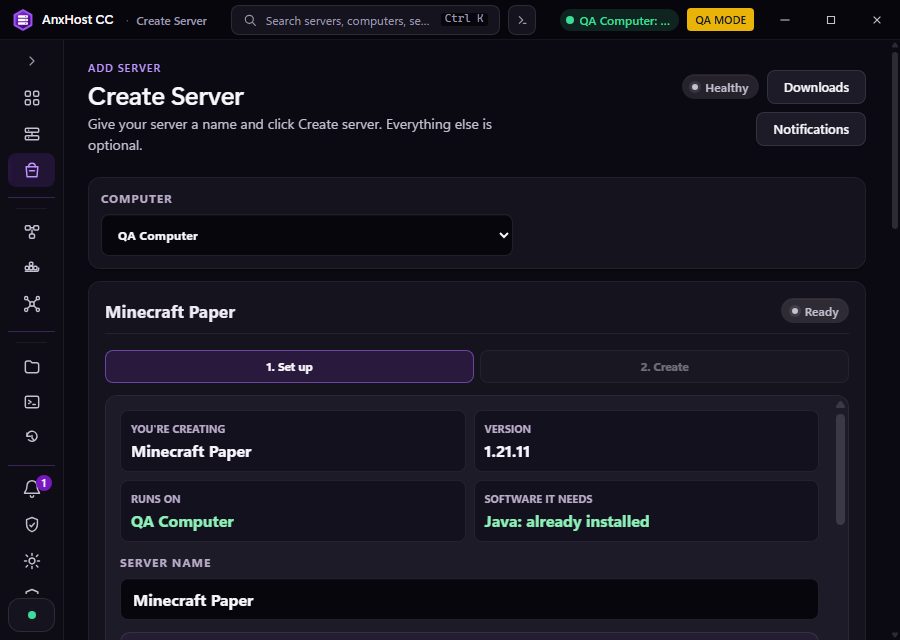 AnxHost CC · Create Server
Search servers, computers, se... Ctrl K
QA Computer: ...
QA MODE
ADD SERVER
Create Server
Give your server a name and click Create server. Everything else is
optional.
Healthy
Downloads
Notifications
COMPUTER
QA Computer
Minecraft Paper
Ready
1. Set up
2. Create
YOU'RE CREATING
Minecraft Paper
VERSION
1.21.11
RUNS ON
QA Computer
SOFTWARE IT NEEDS
Java: already installed
1
SERVER NAME
Minecraft Paper